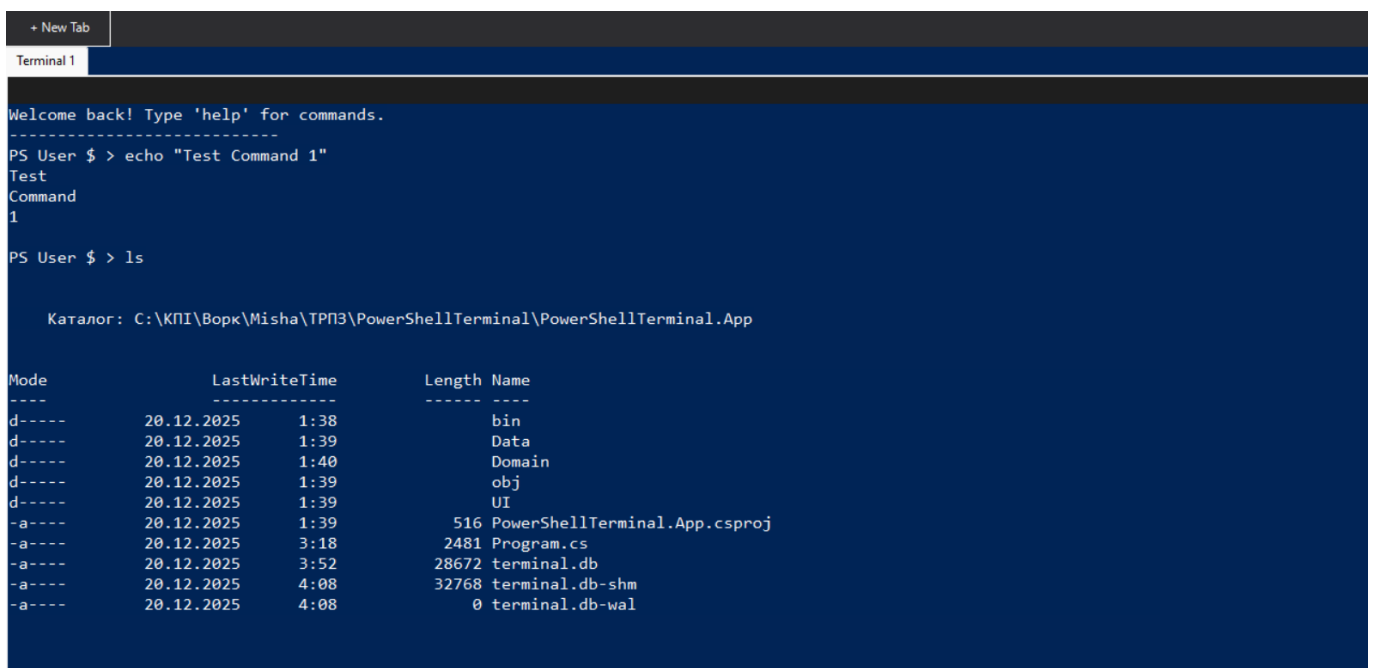 + New Tab
Terminal 1
Welcome back! Type 'help' for commands.
----------------------------
PS User $ > echo "Test Command 1"
Test
Command
1
PS User $ > ls
Каталог: C:\КПІ\Ворк\Misha\ТРПЗ\PowerShellTerminal\PowerShellTerminal.App
Mode                 LastWriteTime         Length Name
----                 -------------         ------ ----
d-----        20.12.2025      1:38                bin
d-----        20.12.2025      1:39                Data
d-----        20.12.2025      1:40                Domain
d-----        20.12.2025      1:39                obj
d-----        20.12.2025      1:39                UI
-a----        20.12.2025      1:39            516 PowerShellTerminal.App.csproj
-a----        20.12.2025      3:18           2481 Program.cs
-a----        20.12.2025      3:52          28672 terminal.db
-a----        20.12.2025      4:08          32768 terminal.db-shm
-a----        20.12.2025      4:08              0 terminal.db-wal